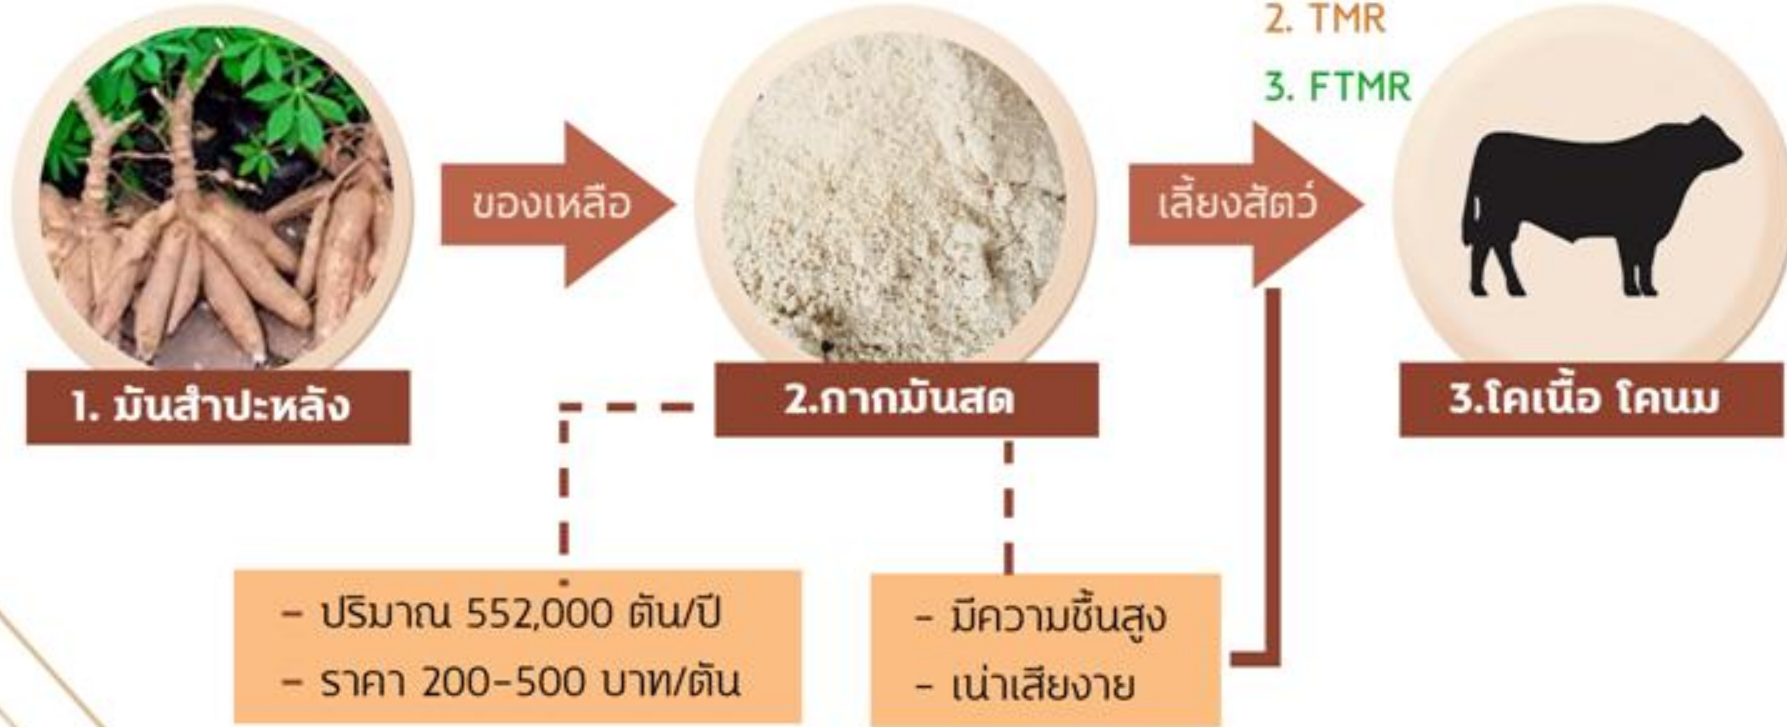 2. TMR
3. FTMR
ของเหลือ
เลี้ยงสัตว์
1. มันสำปะหลัง
2.กากมันสด
3.โคเนื้อ โคนม
- ปริมาณ 552,000 ตัน/ปี
- ราคา 200-500 บาท/ตัน
- มีความชื้นสูง
- เน่าเสียงาย